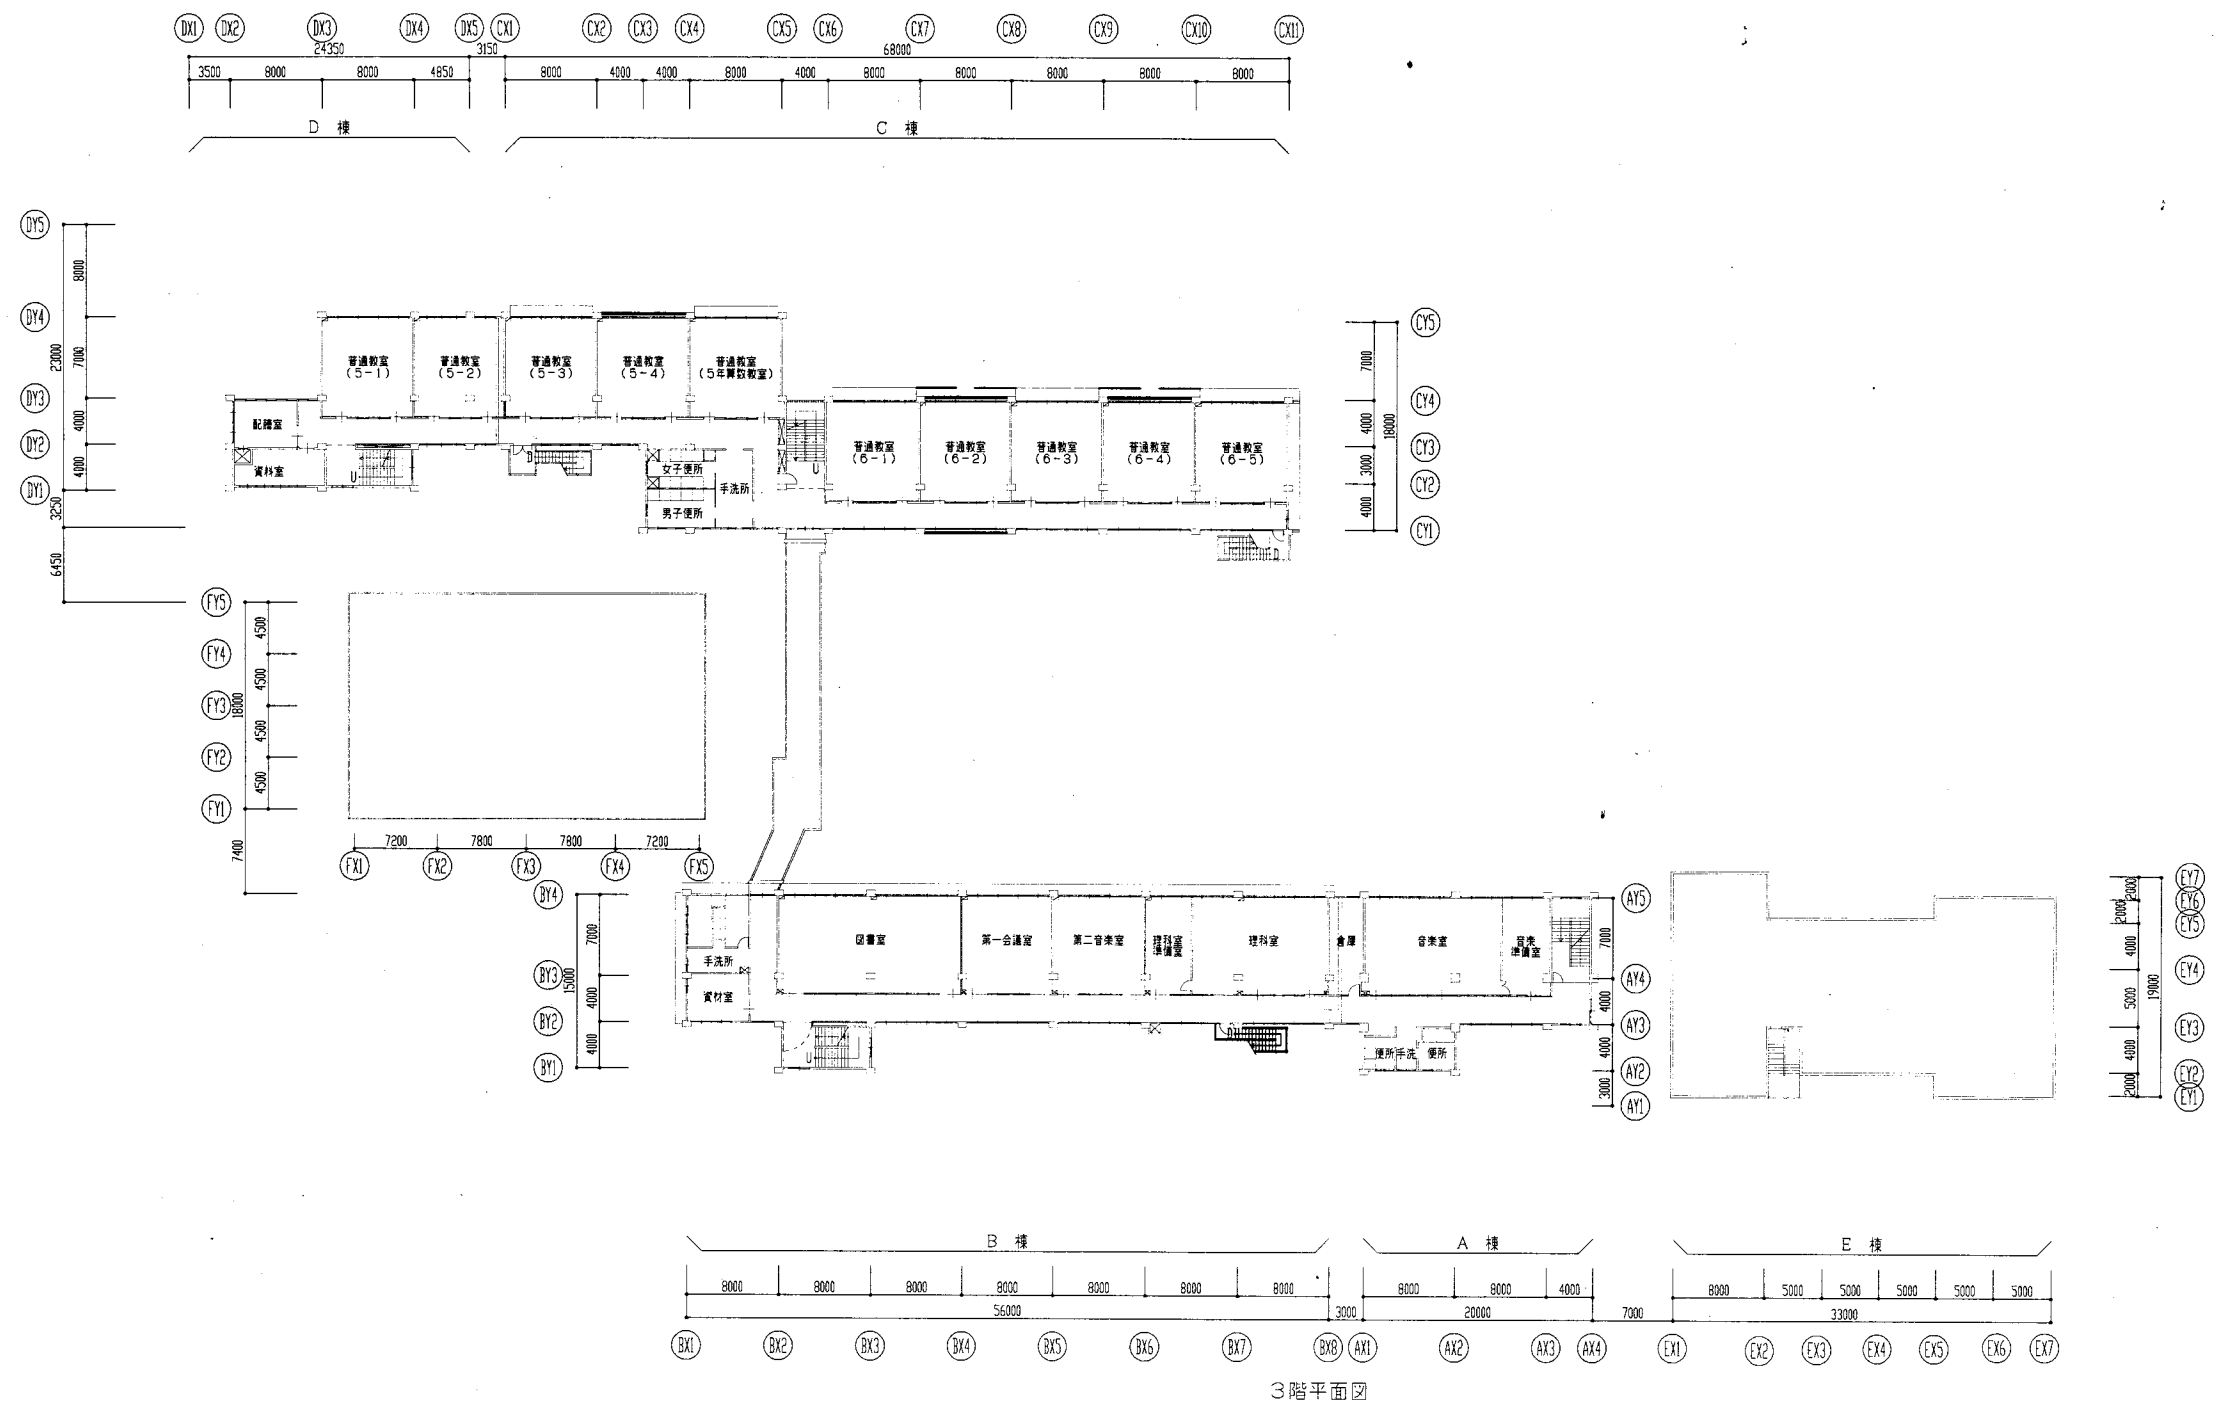 DX1 DX2 DX3 DX4 DX5 CX1 CX2 CX3 CX4 CX5 CX6 CX7 CX8 CX9 CX10 CX11
24350 3150 68000
3500 8000 8000 4850 8000 4000 4000 8000 4000 8000 8000 8000 8000 8000
D 棟 C 棟
DY5
8000
DY4
23000
7000
DY3
4000
DY2
4000
DY1
3250
6450
普通教室
(5-1)
普通教室
(5-2)
普通教室
(5-3)
普通教室
(5-4)
普通教室
(5年算数教室)
配膳室
資料室
U
D
女子便所
手洗所
男子便所
U
普通教室
(6-1)
普通教室
(6-2)
普通教室
(6-3)
普通教室
(6-4)
普通教室
(6-5)
D
CY5
7000
CY4
4000
18000
CY3
3000
CY2
4000
CY1
FY5
4500
FY4
4500
FY3
18000
4500
FY2
4500
FY1
7400
7200 7800 7800 7200
FX1 FX2 FX3 FX4 FX5
BY4
7000
BY3
15000
4000
BY2
4000
BY1
手洗所
資材室
図書室
第一会議室
第二音楽室
理科室
準備室
理科室
倉庫
音楽室
音楽
準備室
U
D
便所 手洗 便所
AY5
7000
AY4
4000
AY3
4000
AY2
3000
AY1
EY7
2000
EY6
2000
EY5
4000
EY4
19000
5000
EY3
4000
EY2
2000
EY1
B 棟 A 棟 E 棟
8000 8000 8000 8000 8000 8000 8000 8000 8000 4000 8000 5000 5000 5000 5000 5000
56000 3000 20000 7000 33000
BX1 BX2 BX3 BX4 BX5 BX6 BX7 BX8 AX1 AX2 AX3 AX4 EX1 EX2 EX3 EX4 EX5 EX6 EX7
3階平面図